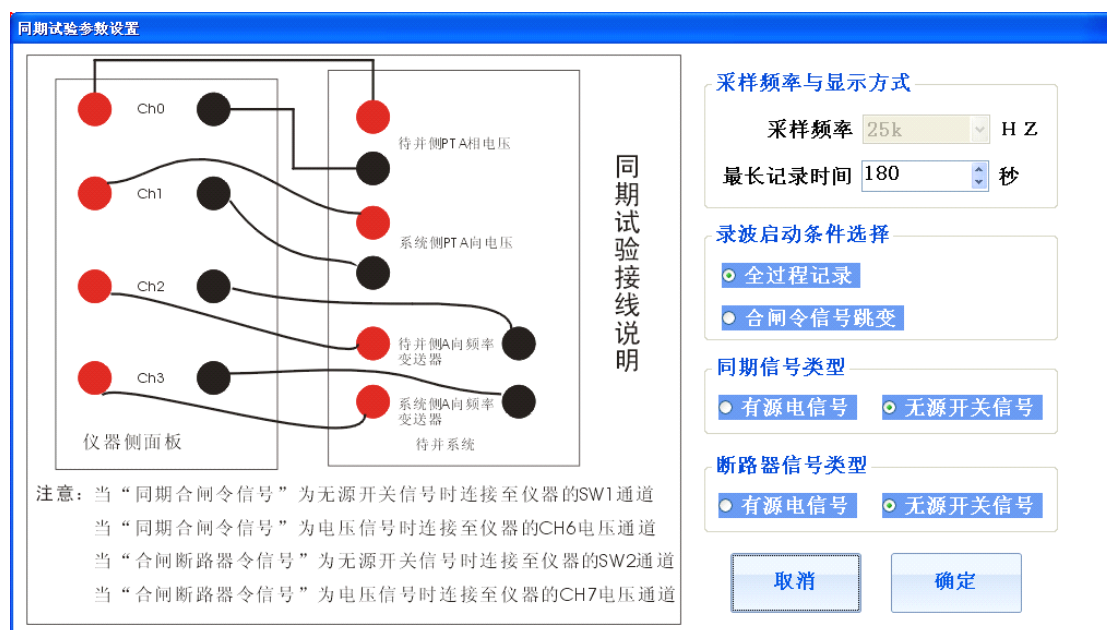 同期试验参数设置
Ch0
待并侧PT A相电压
Ch1
系统侧PT A向电压
Ch2
待并侧A向频率
变送器
Ch3
系统侧A向频率
变送器
仪器侧面板
待并系统
同期试验接线说明
注意：当“同期合闸令信号”为无源开关信号时连接至仪器的SW1通道
当“同期合闸令信号”为电压信号时连接至仪器的CH6电压通道
当“合闸断路器令信号”为无源开关信号时连接至仪器的SW2通道
当“合闸断路器令信号”为电压信号时连接至仪器的CH7电压通道
采样频率与显示方式
采样频率 25k HZ
最长记录时间 180 秒
录波启动条件选择
全过程记录
合闸令信号跳变
同期信号类型
有源电信号 无源开关信号
断路器信号类型
有源电信号 无源开关信号
取消 确定